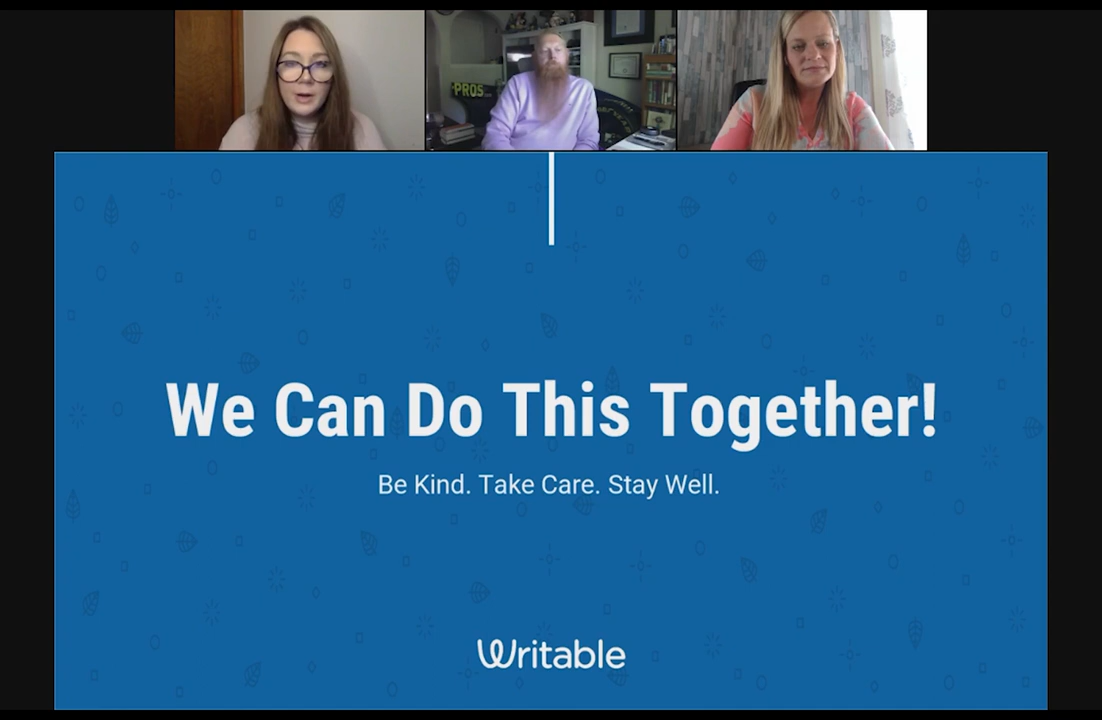 PROS
We Can Do This Together!
Be Kind. Take Care. Stay Well.
Writable